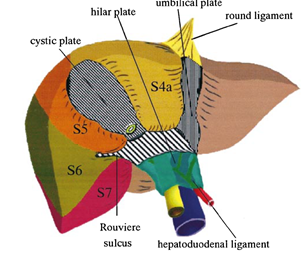 umbilical plate
hilar plate
round ligament
cystic plate
S4a
S5
S6
S7
Rouviere
sulcus
hepatoduodenal ligament